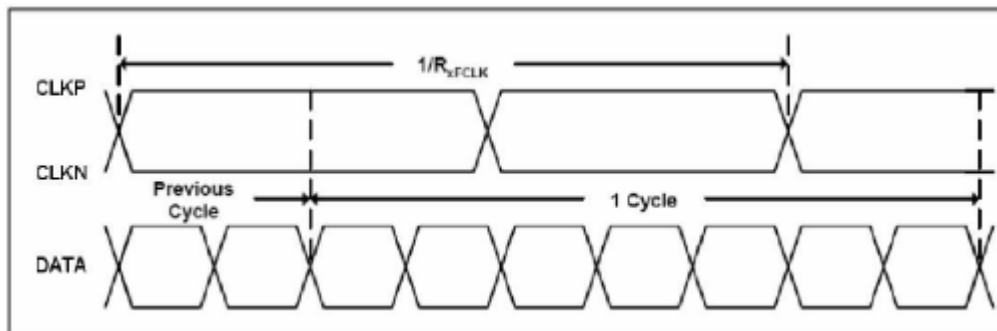 1/RxFCLK
CLKP
CLKN
Previous
Cycle
1 Cycle
DATA